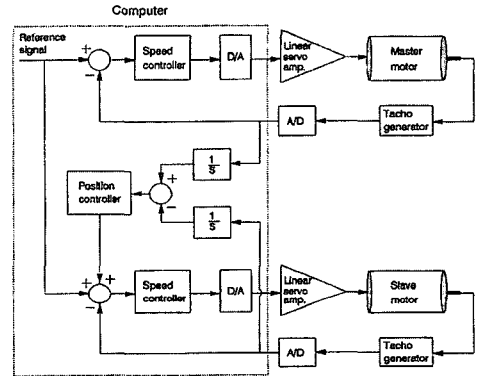 Computer
Reference
signal
+
−
Speed
controller
D/A
Linear
servo
amp.
Master
motor
A/D
Tacho
generator
1
S
+
−
Position
controller
1
S
+
+
−
Speed
controller
D/A
Linear
servo
amp.
Slave
motor
A/D
Tacho
generator